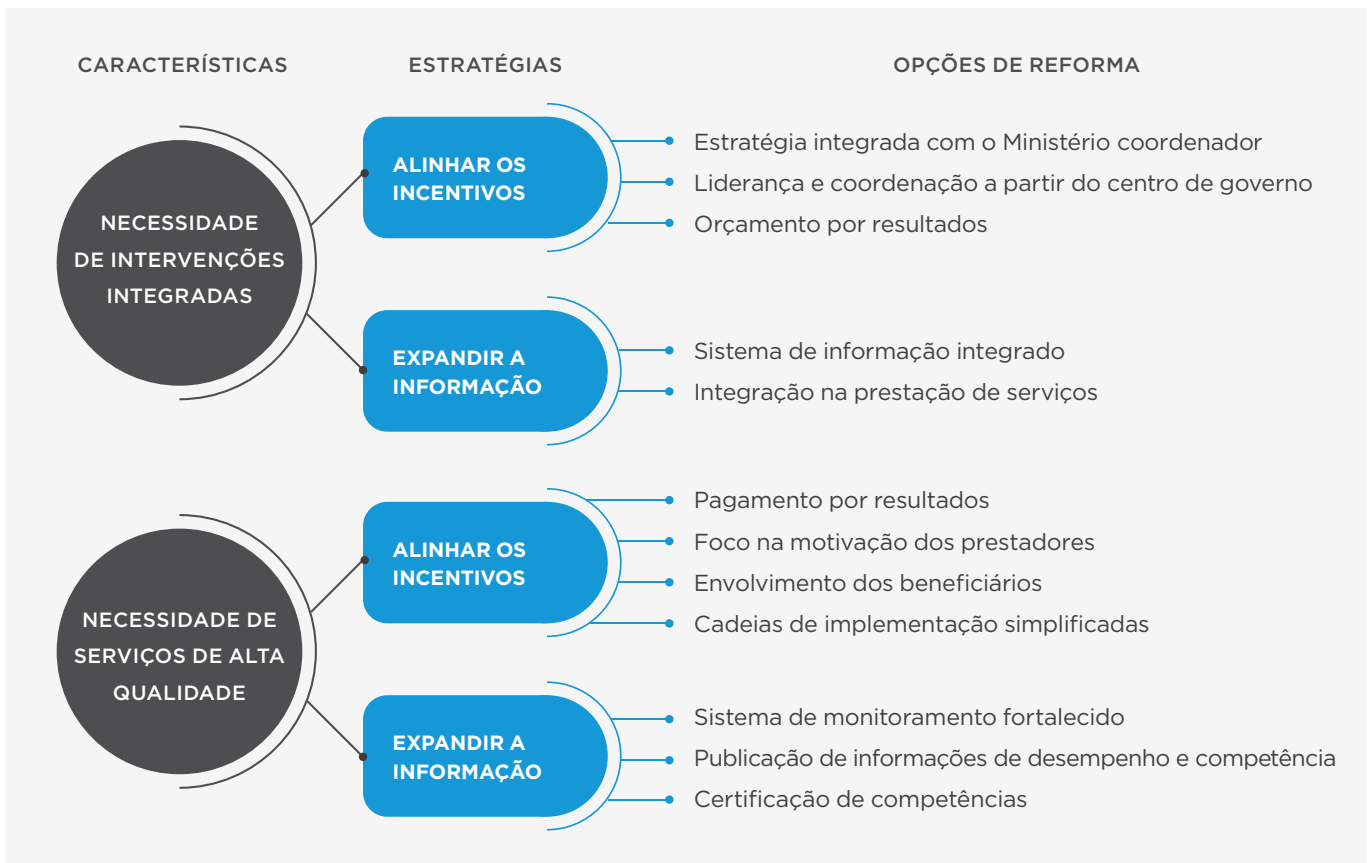 CARACTERÍSTICAS
ESTRATÉGIAS
OPÇÕES DE REFORMA
NECESSIDADE
DE INTERVENÇÕES
INTEGRADAS
ALINHAR OS
INCENTIVOS
Estratégia integrada com o Ministério coordenador
Liderança e coordenação a partir do centro de governo
Orçamento por resultados
EXPANDIR A
INFORMAÇÃO
Sistema de informação integrado
Integração na prestação de serviços
NECESSIDADE DE
SERVIÇOS DE ALTA
QUALIDADE
ALINHAR OS
INCENTIVOS
Pagamento por resultados
Foco na motivação dos prestadores
Envolvimento dos beneficiários
Cadeias de implementação simplificadas
EXPANDIR A
INFORMAÇÃO
Sistema de monitoramento fortalecido
Publicação de informações de desempenho e competência
Certificação de competências